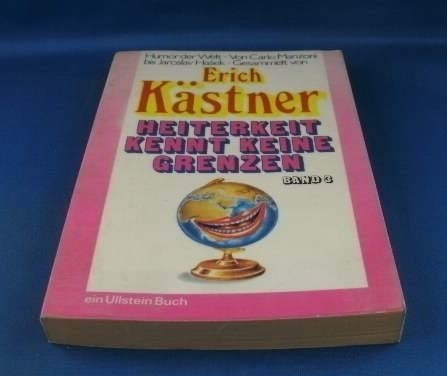 Humor der Welt · Von Carlo Manzoni
bis Jaroslav Hašek · Gesammelt von
Erich
Kästner
HEITERKEIT
KENNT KEINE
GRENZEN
BAND 3
ein Ullstein Buch